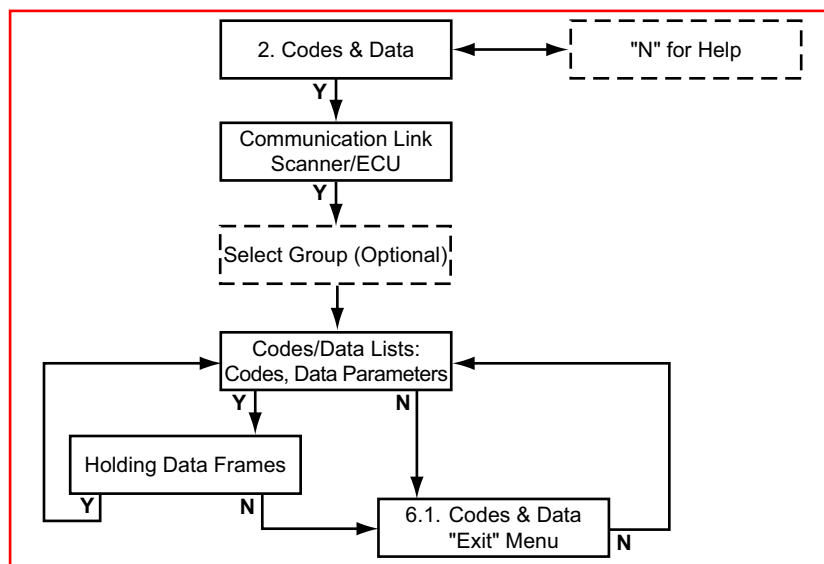 2. Codes & Data
"N" for Help
Y
Communication Link
Scanner/ECU
Y
Select Group (Optional)
Codes/Data Lists:
Codes, Data Parameters
Y
N
Holding Data Frames
Y
N
6.1. Codes & Data
"Exit" Menu
N